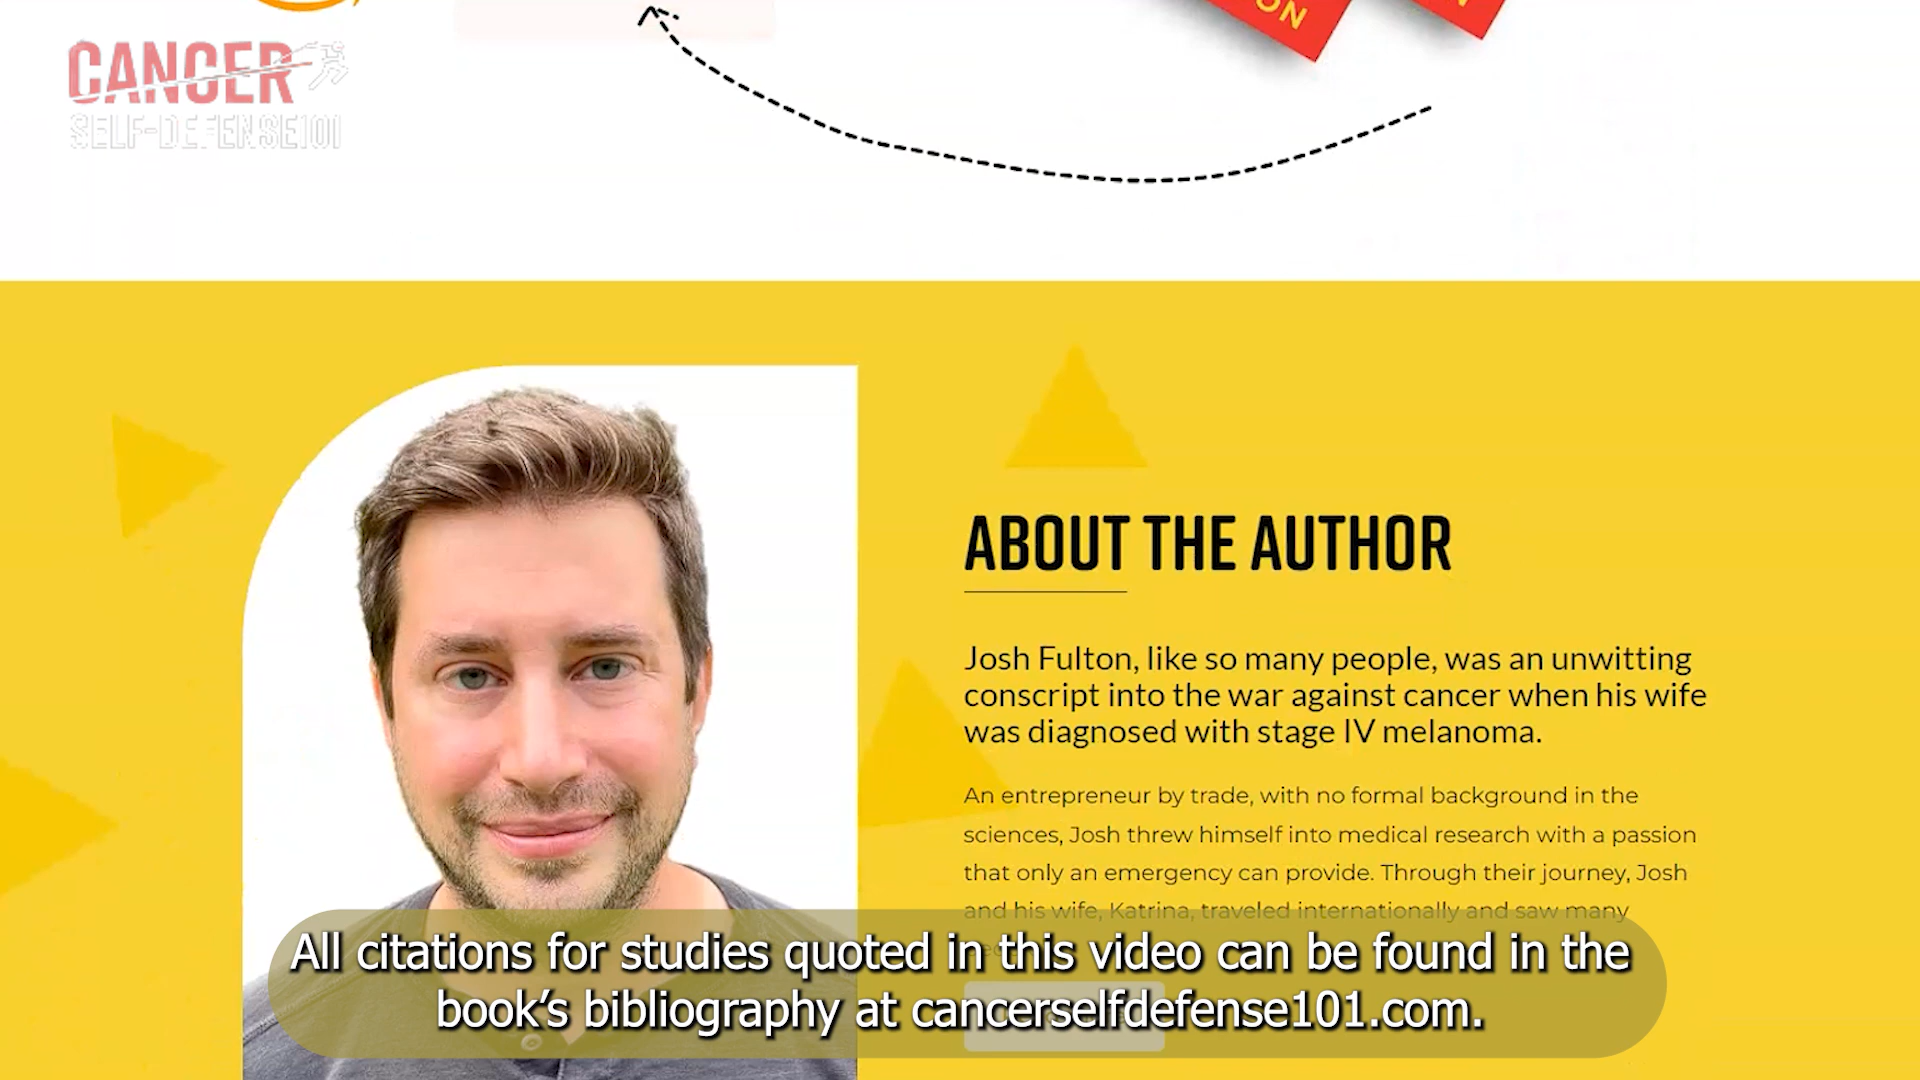 ON
CANCER
SELF-DEFENSE101
ABOUT THE AUTHOR
Josh Fulton, like so many people, was an unwitting
conscript into the war against cancer when his wife
was diagnosed with stage IV melanoma.
An entrepreneur by trade, with no formal background in the
sciences, Josh threw himself into medical research with a passion
that only an emergency can provide. Through their journey, Josh
and his wife, Katrina, traveled internationally and saw many
All citations for studies quoted in this video can be found in the
book’s bibliography at cancerselfdefense101.com.